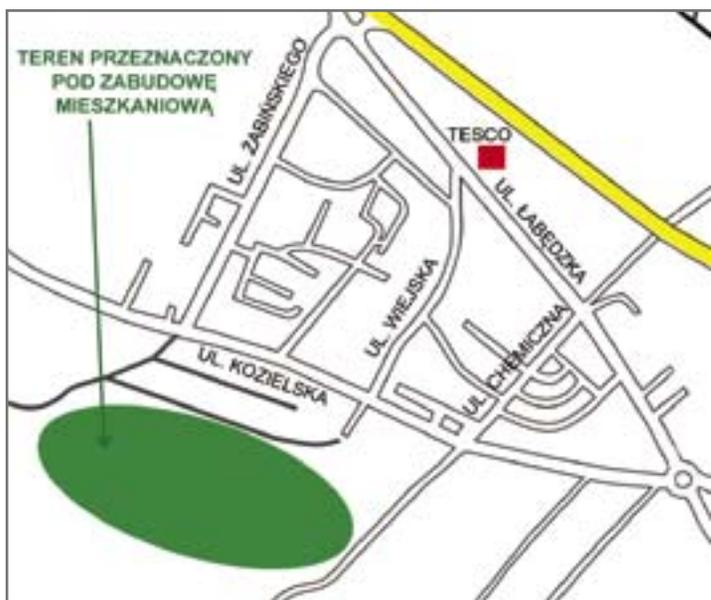 TEREN PRZEZNACZONY
POD ZABUDOWĘ
MIESZKANIOWĄ
UL. ŻABIŃSKIEGO
TESCO
UL. ŁABĘDZKA
UL. WIEJSKA
UL. CHEMICZNA
UL. KOZIELSKA